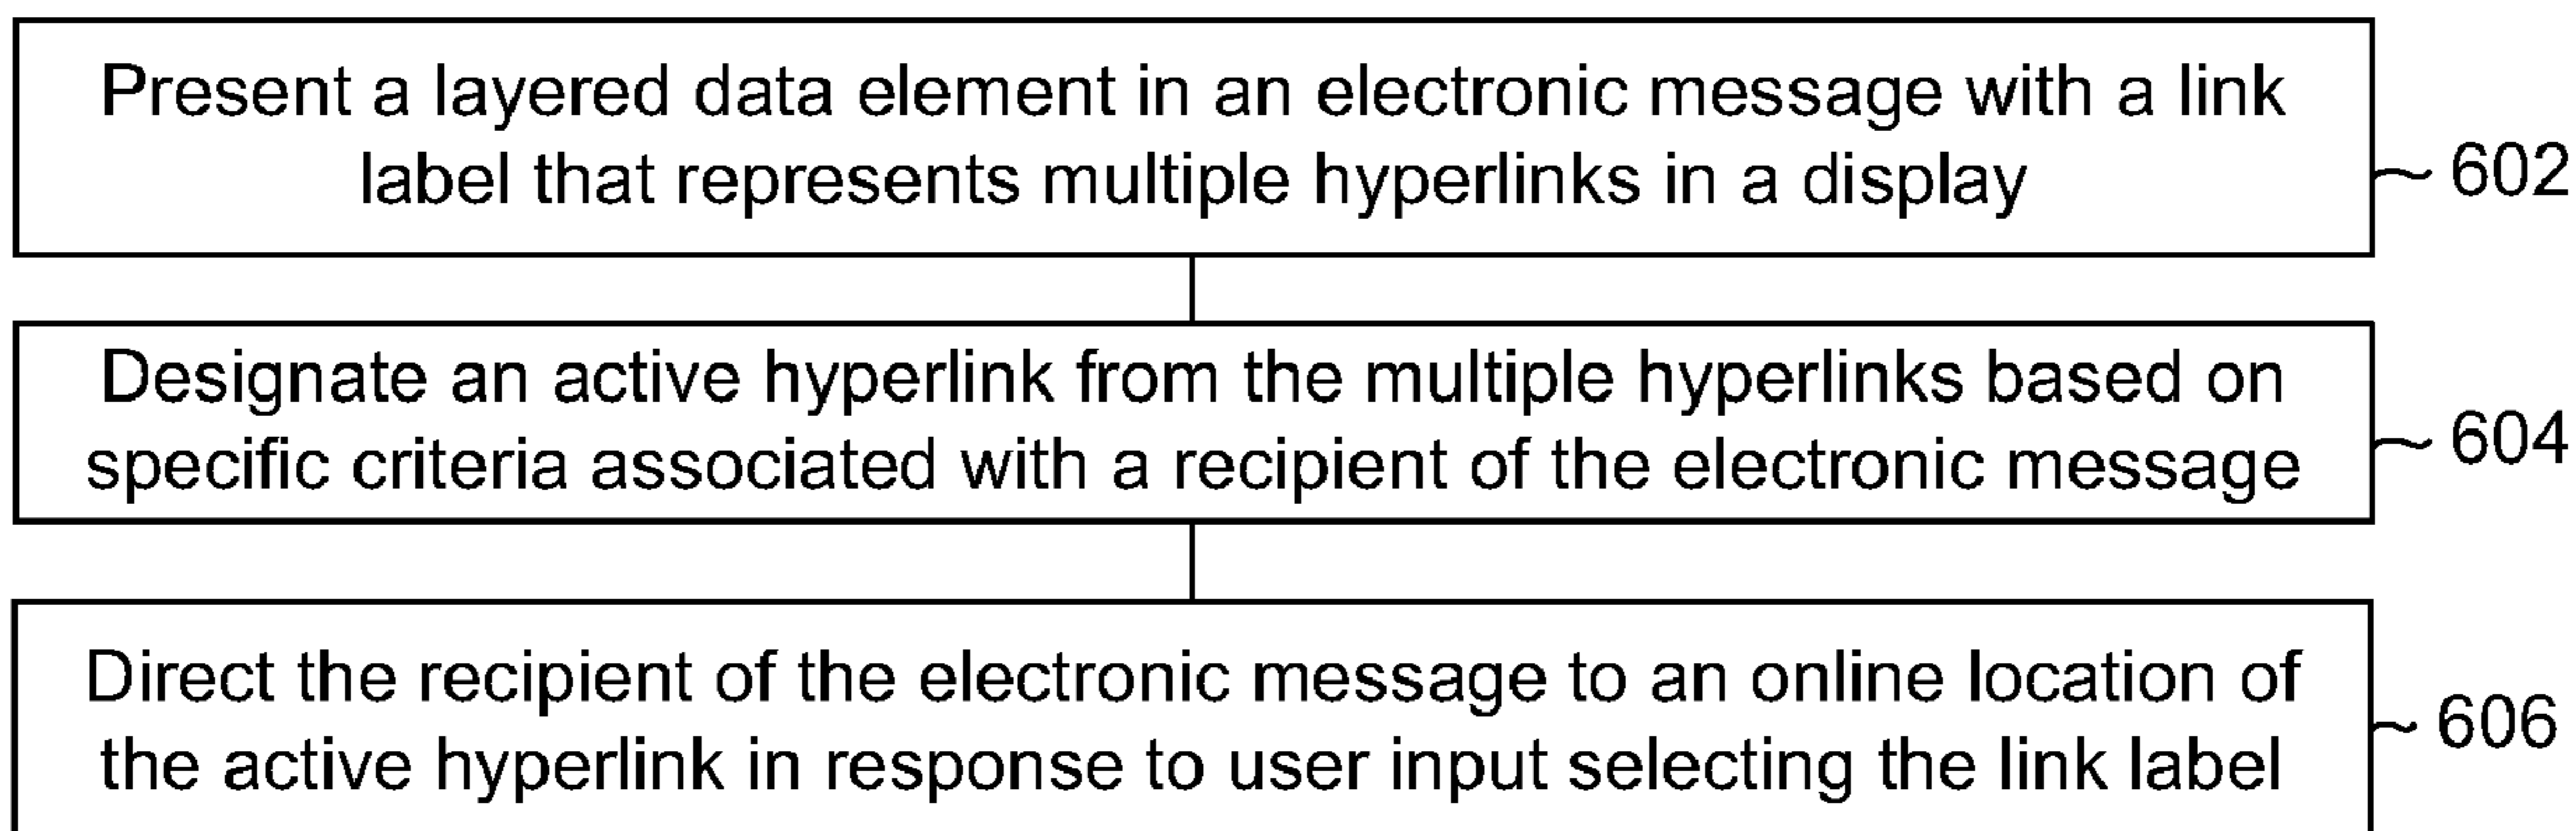 Present a layered data element in an electronic message with a link
label that represents multiple hyperlinks in a display
602
Designate an active hyperlink from the multiple hyperlinks based on
specific criteria associated with a recipient of the electronic message
604
Direct the recipient of the electronic message to an online location of
the active hyperlink in response to user input selecting the link label
606